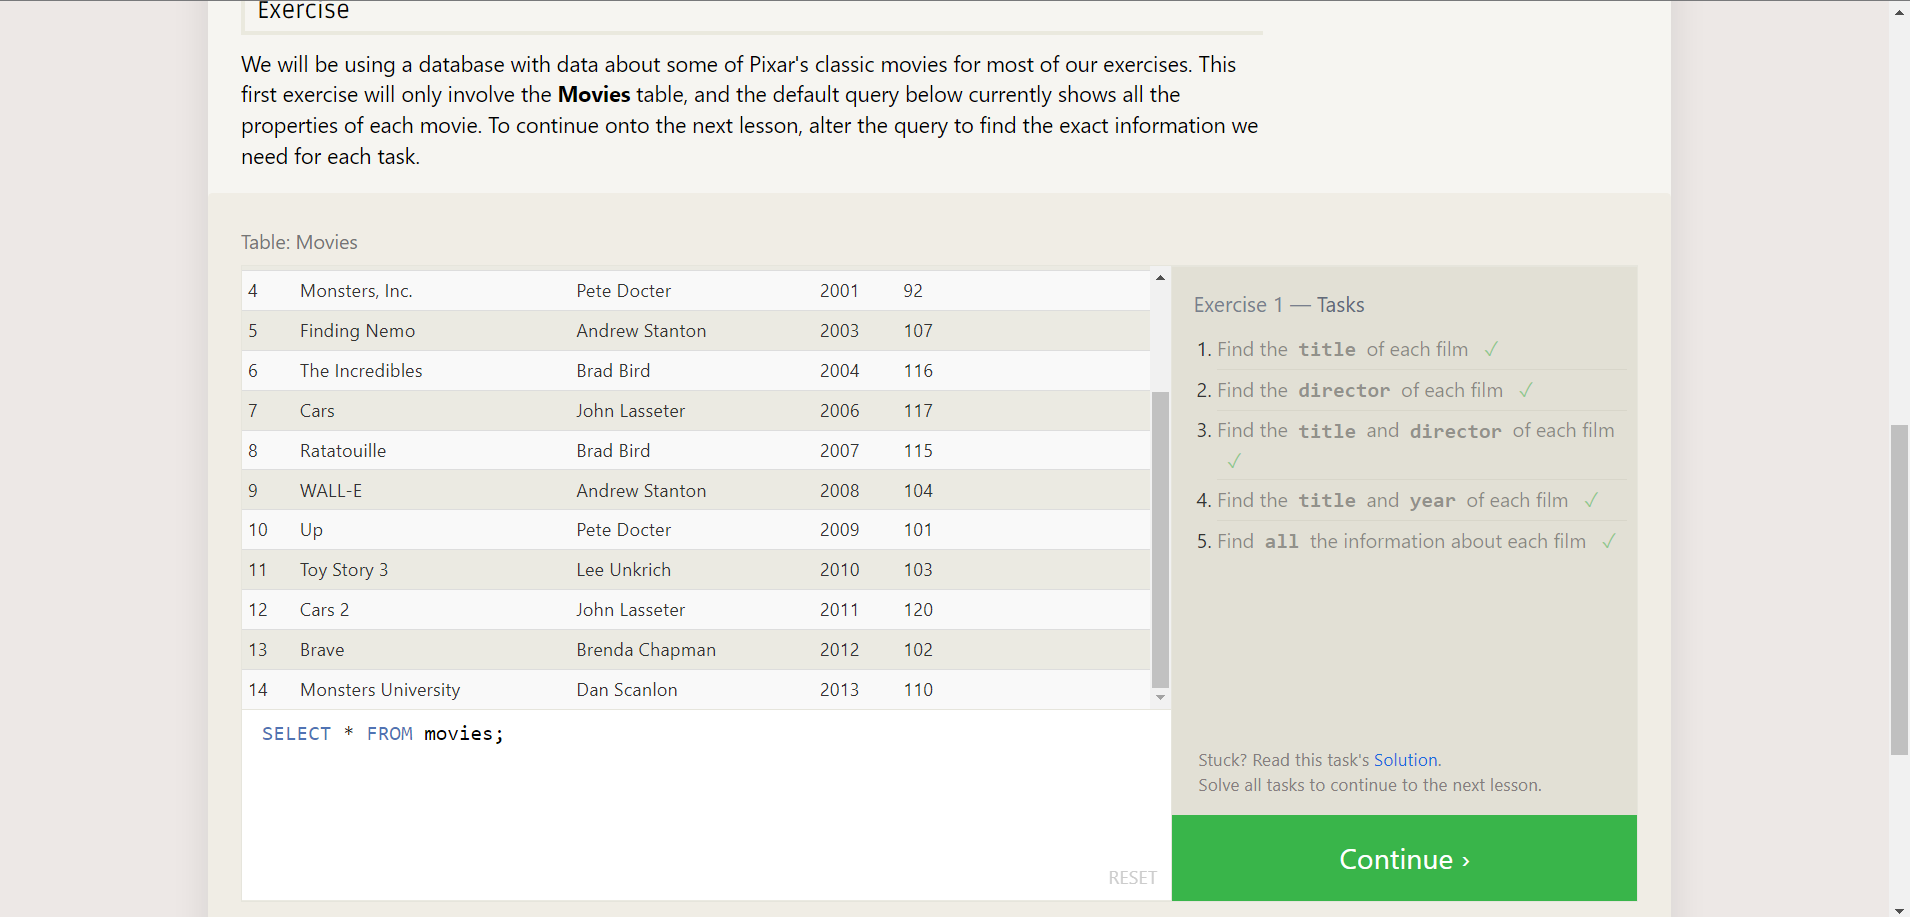 Exercise
We will be using a database with data about some of Pixar's classic movies for most of our exercises. This
first exercise will only involve the Movies table, and the default query below currently shows all the
properties of each movie. To continue onto the next lesson, alter the query to find the exact information we
need for each task.
Table: Movies
4 Monsters, Inc. Pete Docter 2001 92
5 Finding Nemo Andrew Stanton 2003 107
6 The Incredibles Brad Bird 2004 116
7 Cars John Lasseter 2006 117
8 Ratatouille Brad Bird 2007 115
9 WALL-E Andrew Stanton 2008 104
10 Up Pete Docter 2009 101
11 Toy Story 3 Lee Unkrich 2010 103
12 Cars 2 John Lasseter 2011 120
13 Brave Brenda Chapman 2012 102
14 Monsters University Dan Scanlon 2013 110
SELECT * FROM movies;
RESET
Exercise 1 — Tasks
1. Find the title of each film ✓
2. Find the director of each film ✓
3. Find the title and director of each film
✓
4. Find the title and year of each film ✓
5. Find all the information about each film ✓
Stuck? Read this task's Solution.
Solve all tasks to continue to the next lesson.
Continue ›